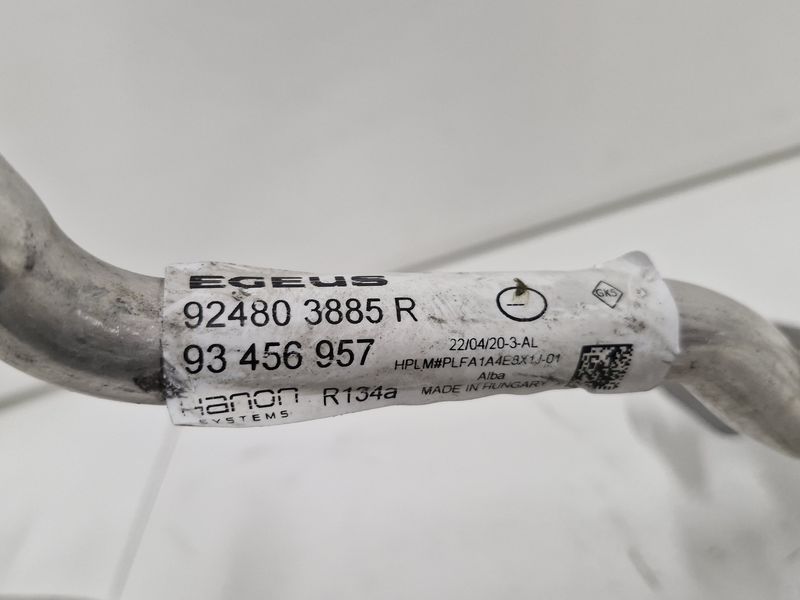 EGEUS
92480 3885 R
93 456 957
Hanon
SYSTEMS
R134a
GKS
22/04/20-3-AL
HPLM#PLFA1A4E8X1J-01
Alba
MADE IN HUNGARY